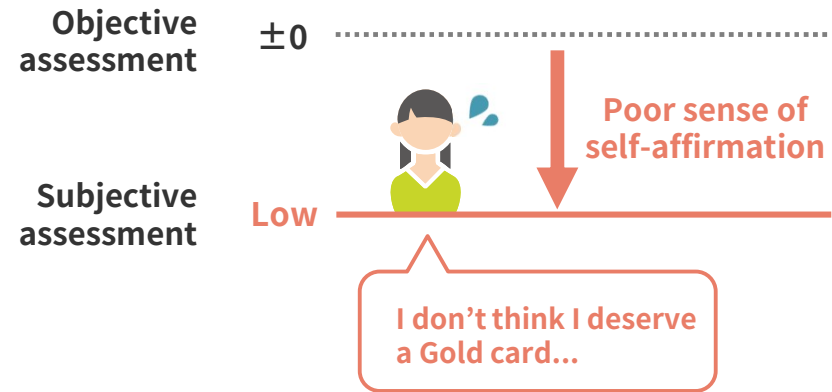 Objective
assessment
±0
Poor sense of
self-affirmation
Subjective
assessment
Low
I don't think I deserve
a Gold card...